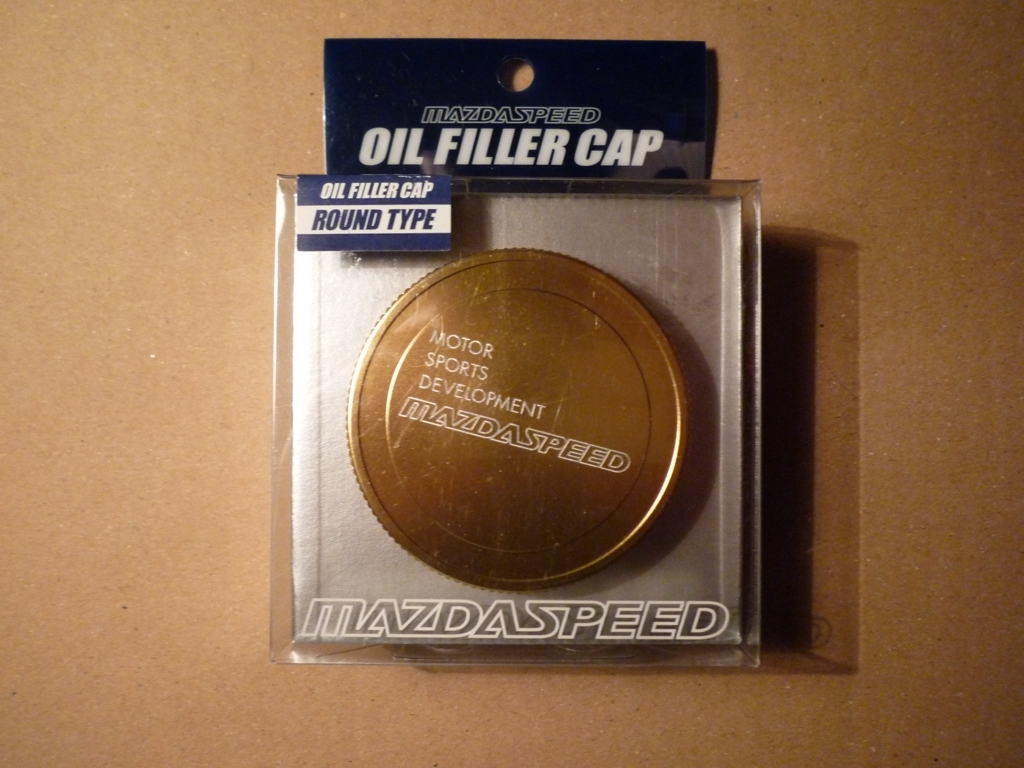 MAZDASPEED
OIL FILLER CAP
OIL FILLER CAP
ROUND TYPE
MOTOR
SPORTS
DEVELOPMENT
MAZDASPEED
MAZDASPEED